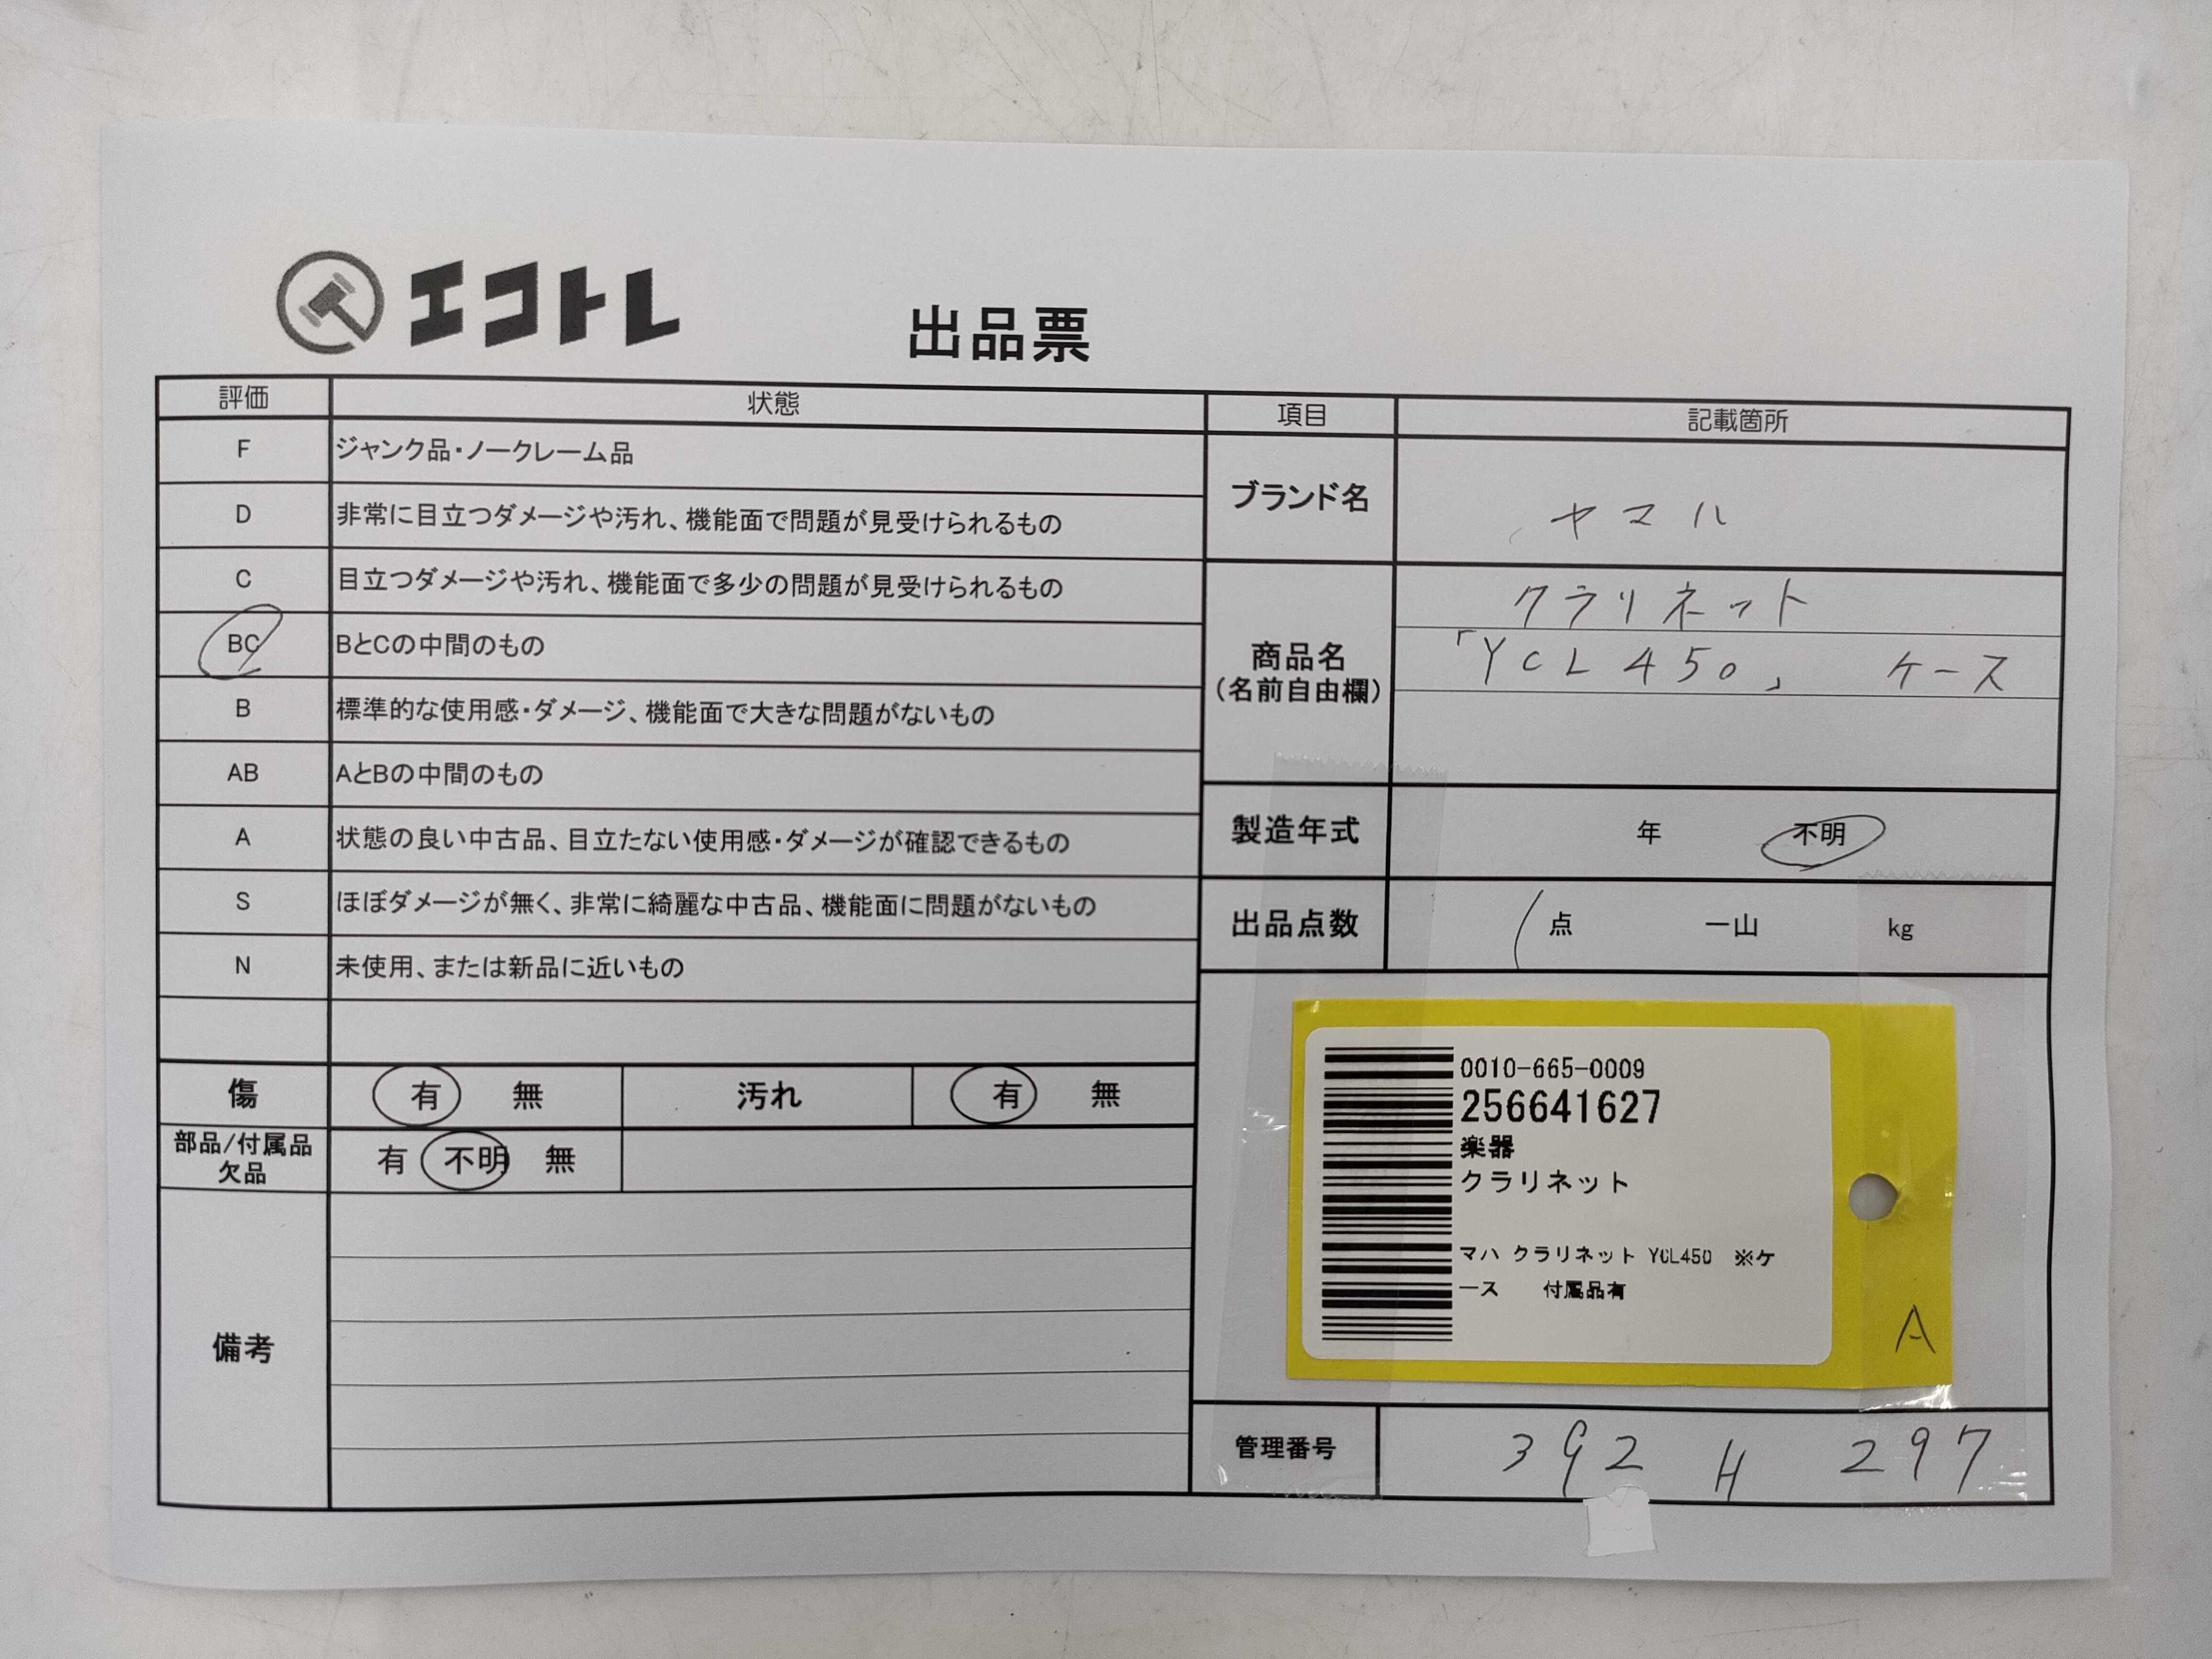 エコトレ
出品票
評価 状態
F ジャンク品・ノークレーム品
D 非常に目立つダメージや汚れ、機能面で問題が見受けられるもの
C 目立つダメージや汚れ、機能面で多少の問題が見受けられるもの
BC BとCの中間のもの
B 標準的な使用感・ダメージ、機能面で大きな問題がないもの
AB AとBの中間のもの
A 状態の良い中古品、目立たない使用感・ダメージが確認できるもの
S ほぼダメージが無く、非常に綺麗な中古品、機能面に問題がないもの
N 未使用、または新品に近いもの
傷 有 無 汚れ 有 無
部品/付属品
欠品 有 不明 無
備考
項目 記載箇所
ブランド名 ヤマハ
商品名
(名前自由欄)
クラリネット
「YCL450」 ケース
製造年式 年 不明
出品点数 1 点 一山 kg
0010-665-0009
256641627
楽器
クラリネット
マハ クラリネット YCL450 ※ケ
ース 付属品有
A
管理番号 392 H 297